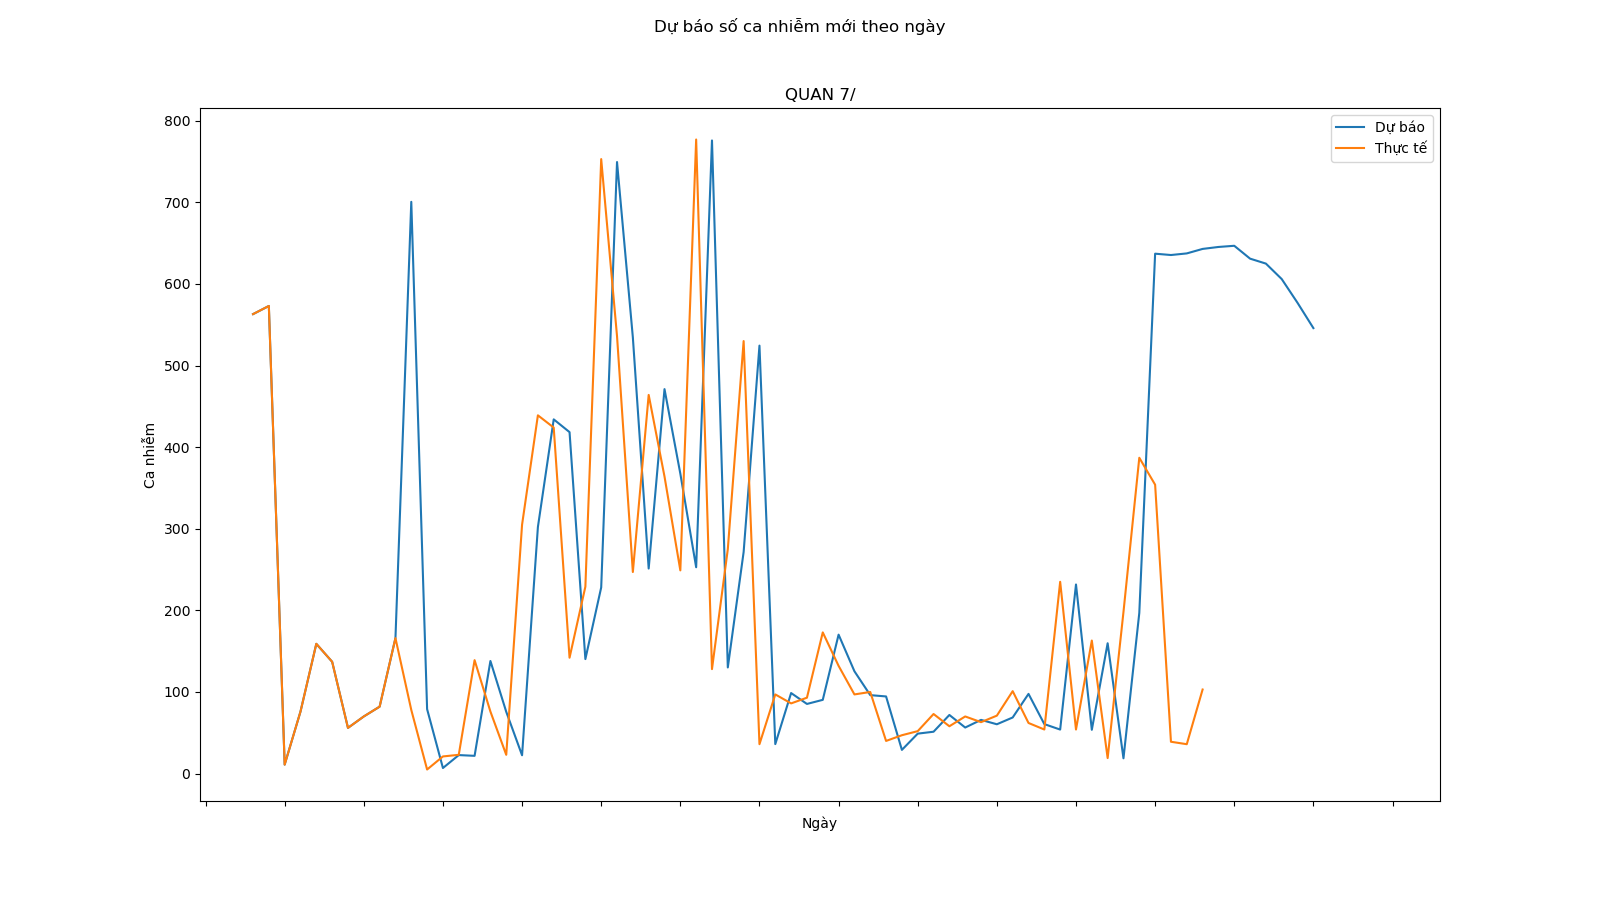 Dự báo số ca nhiễm mới theo ngày
QUAN 7/
Dự báo
Thực tế
800
700
600
500
400
300
200
100
0
Ca nhiễm
Ngày